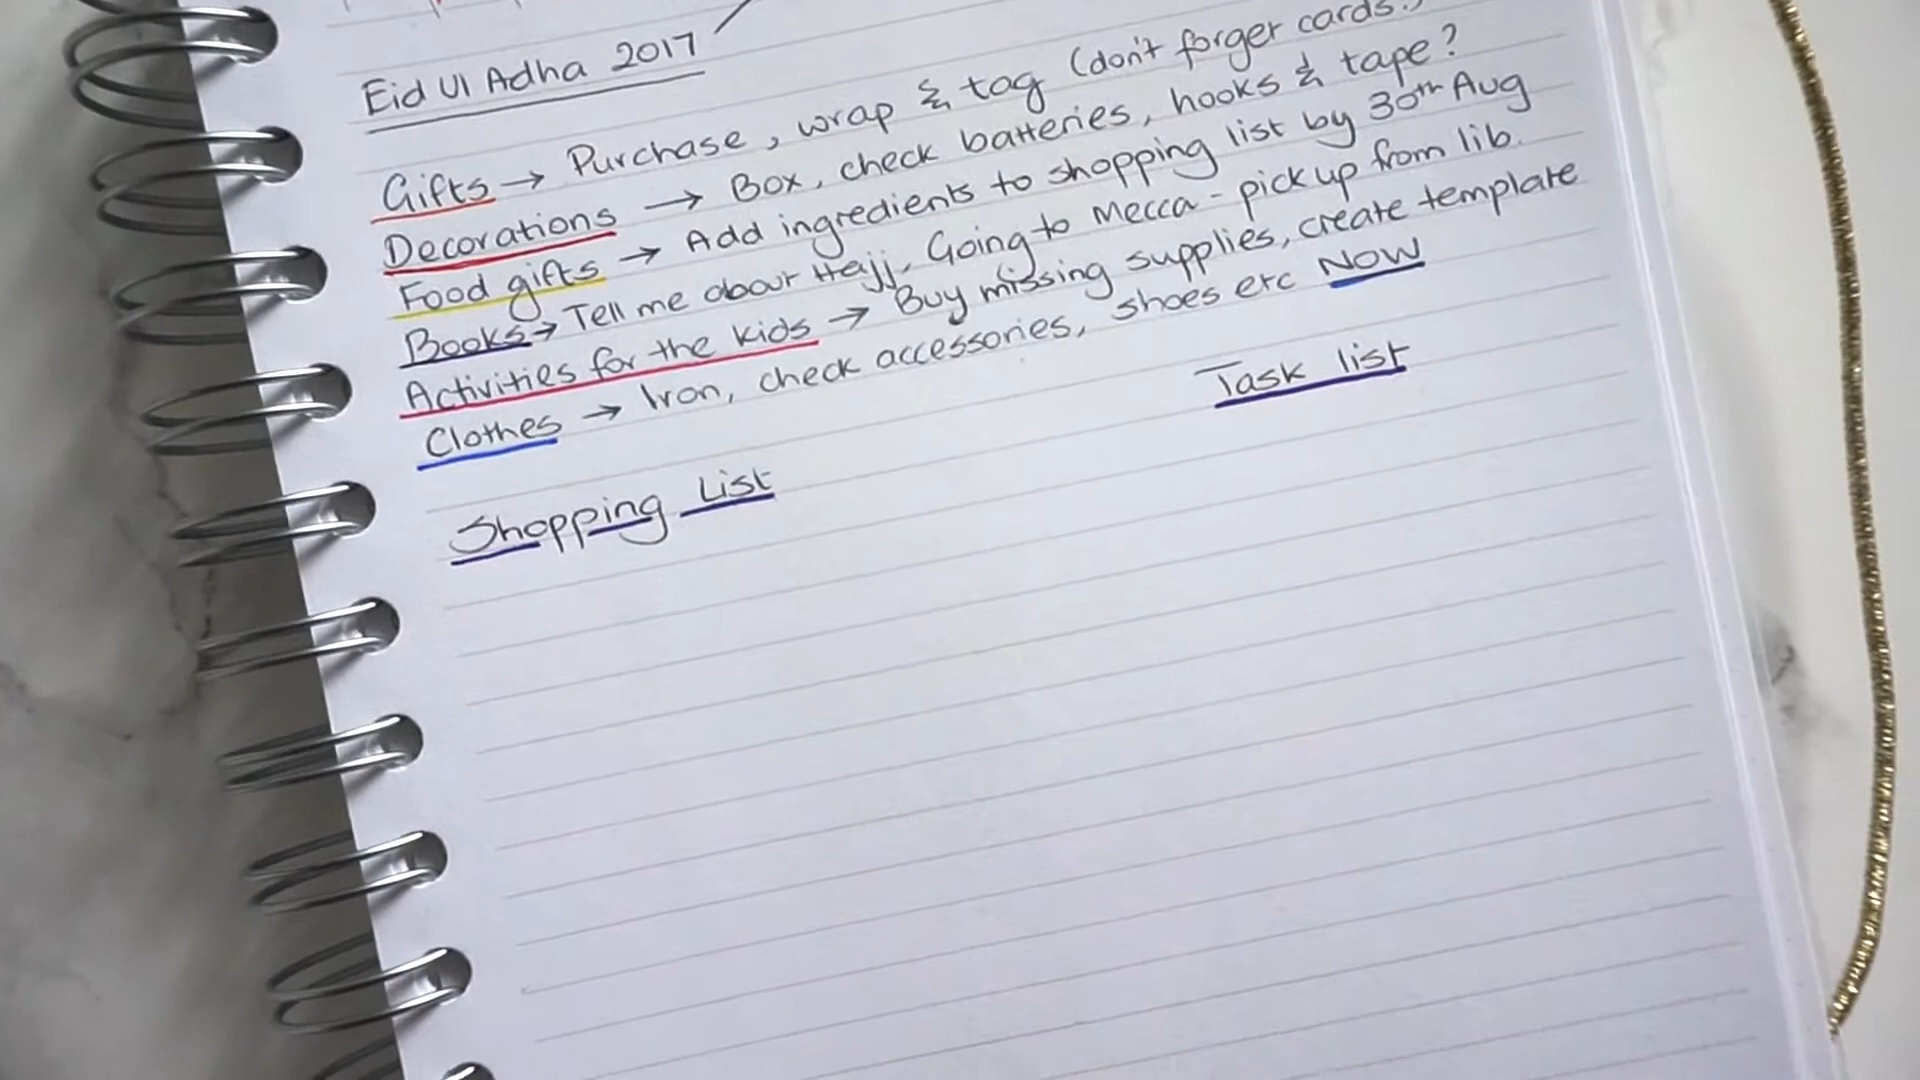 Eid Ul Adha 2017
Gifts → Purchase, wrap & tag (don't forger cards!)
Decorations → Box, check batteries, hooks & tape?
Food gifts → Add ingredients to shopping list by 30th Aug
Books → Tell me about Hajj, Going to Mecca - pick up from lib.
Activities for the kids → Buy missing supplies, create template
Clothes → Iron, check accessories, shoes etc NOW
Task list
Shopping List